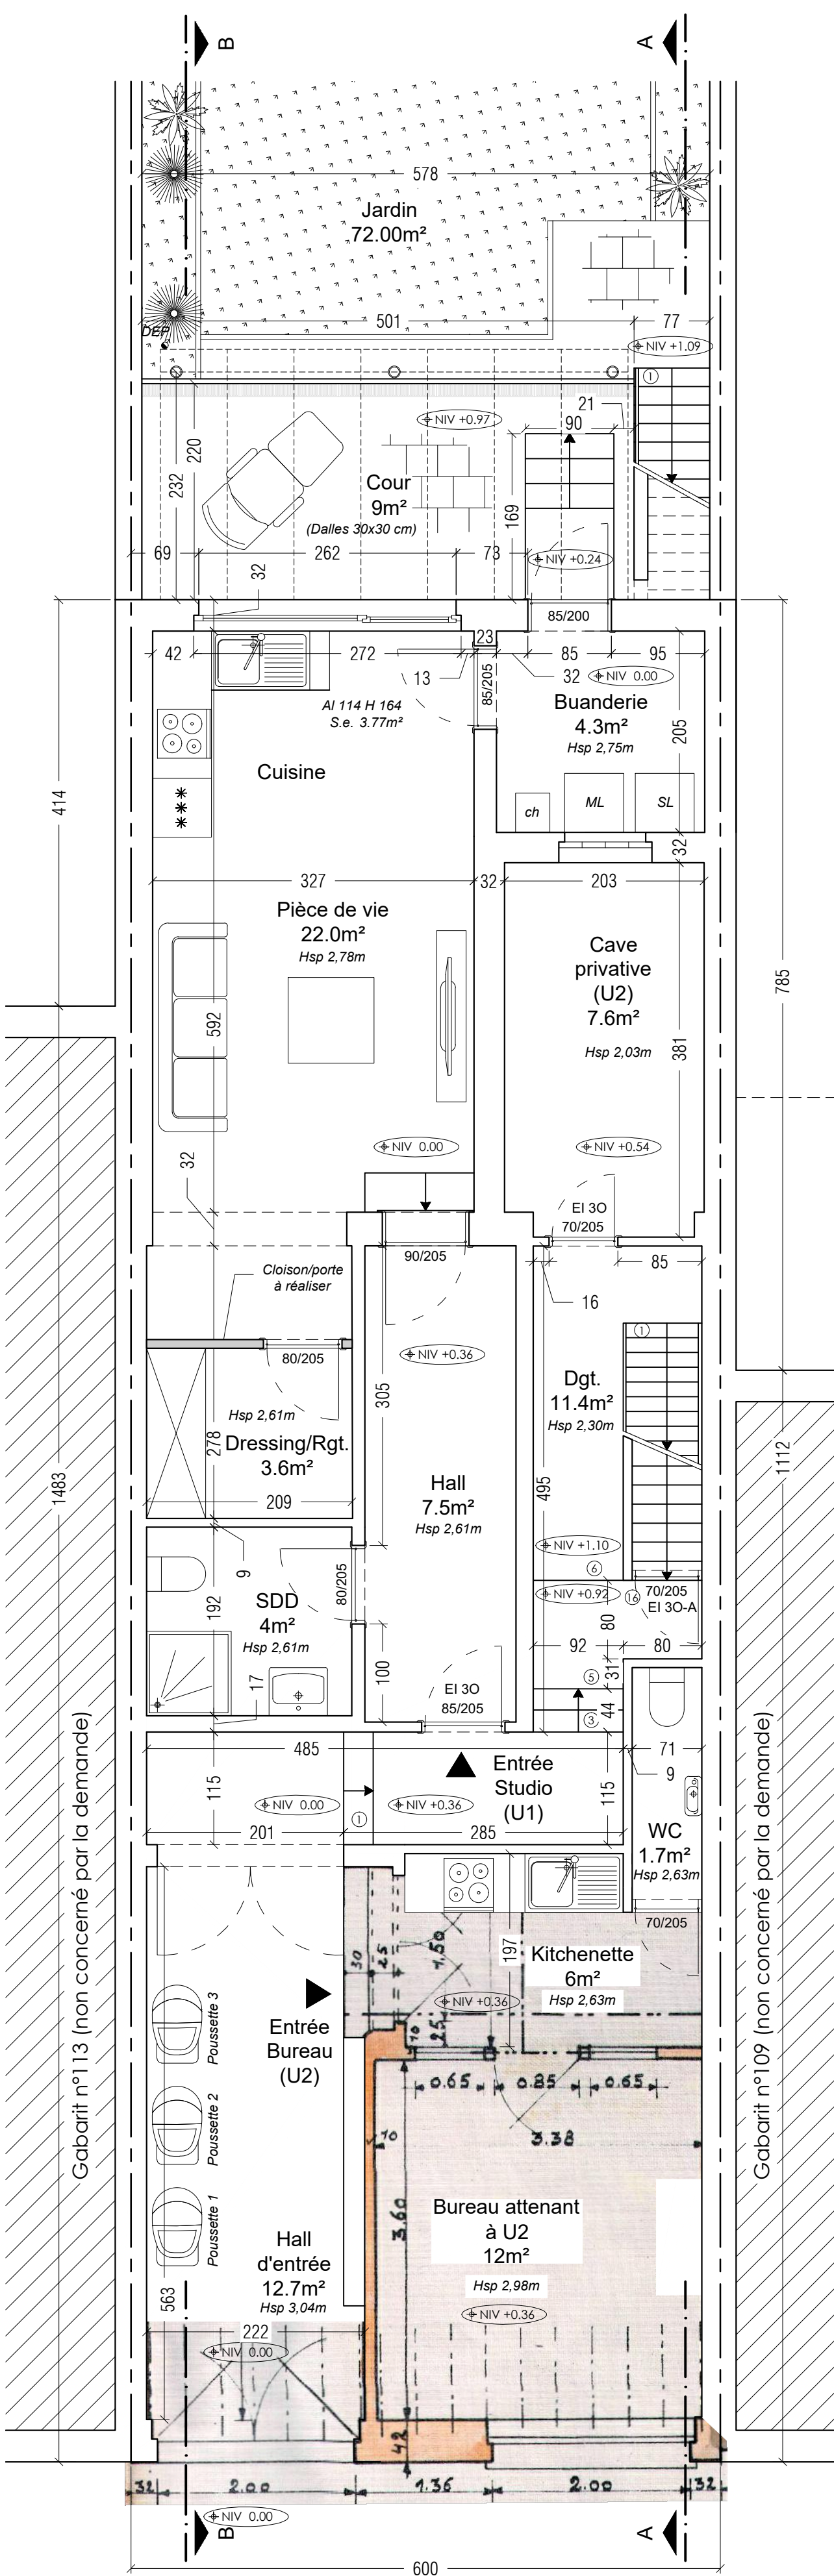 B
A
578
Jardin
72.00m²
501
77
DEP
NIV +1.09
1
21
90
NIV +0.97
220
232
Cour
9m²
(Dalles 30x30 cm)
169
69
262
73
NIV +0.24
32
85/200
23
42
272
13
85/205
85
95
32
NIV 0.00
Al 114 H 164
S.e. 3.77m²
Buanderie
4.3m²
Hsp 2,75m
205
Cuisine
414
ch
ML
SL
32
327
32
203
Pièce de vie
22.0m²
Hsp 2,78m
Cave
privative
(U2)
7.6m²
Hsp 2,03m
785
592
381
NIV 0.00
NIV +0.54
32
EI 3O
70/205
90/205
85
Cloison/porte
à réaliser
16
1
80/205
NIV +0.36
305
Dgt.
11.4m²
Hsp 2,30m
Hsp 2,61m
Dressing/Rgt.
3.6m²
278
1483
1112
Hall
7.5m²
Hsp 2,61m
495
209
NIV +1.10
9
6
80/205
NIV +0.92
16
70/205
EI 3O-A
SDD
4m²
Hsp 2,61m
192
80
92
80
100
31
5
17
EI 3O
85/205
3
44
485
71
9
Entrée
Studio
(U1)
115
NIV 0.00
NIV +0.36
1
115
201
285
WC
1.7m²
Hsp 2,63m
70/205
Gabarit n°113 (non concerné par la demande)
Gabarit n°109 (non concerné par la demande)
197
Kitchenette
6m²
Hsp 2,63m
30
25
1,50
NIV +0.36
25
10
Poussette 3
Entrée
Bureau
(U2)
0.65
0.85
0.65
Poussette 2
10
3.38
3.60
Bureau attenant
à U2
12m²
Hsp 2,98m
NIV +0.36
Poussette 1
Hall
d'entrée
12.7m²
Hsp 3,04m
563
222
NIV 0.00
42
32
2.00
1.36
2.00
32
NIV 0.00
B
A
600